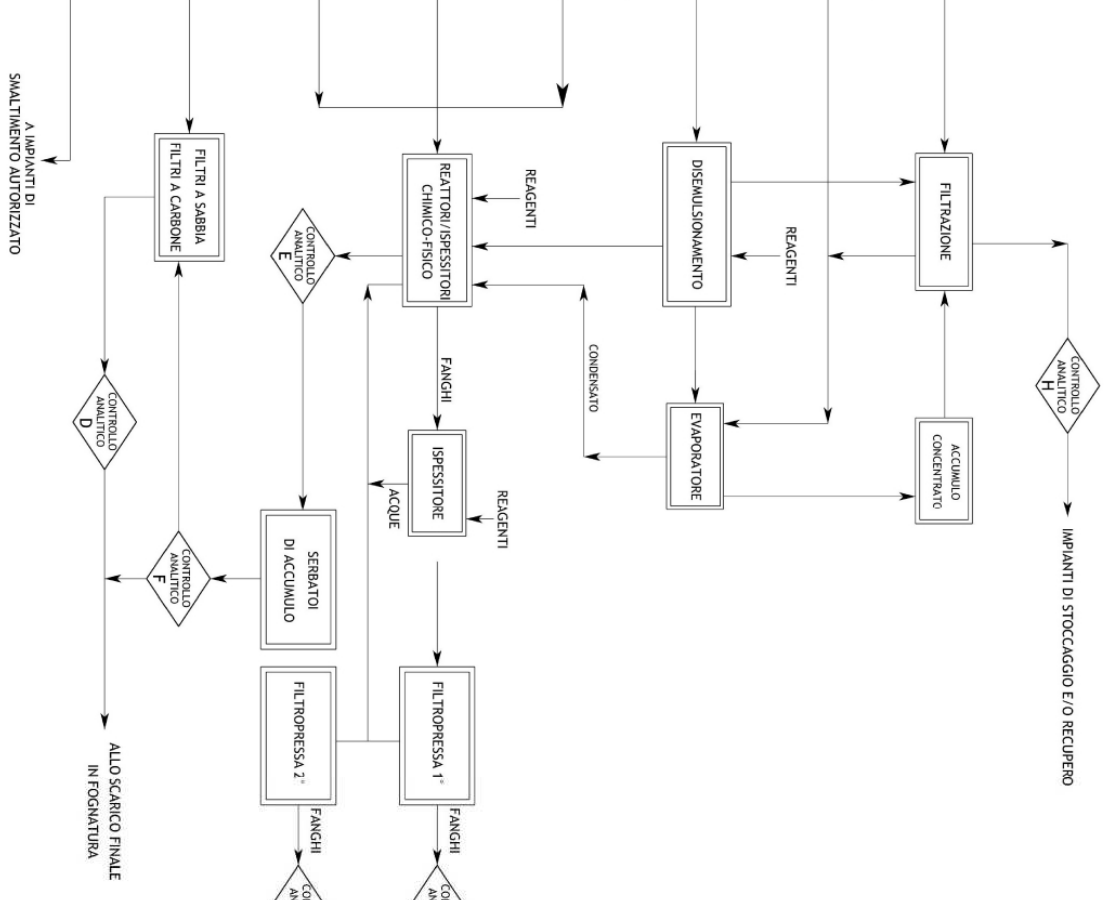 IMPIANTI DI STOCCAGGIO E/O RECUPERO
CONTROLLO
ANALITICO
H
FILTRAZIONE
ACCUMULO
CONCENTRATO
REAGENTI
DISEMULSIONAMENTO
EVAPORATORE
CONDENSATO
REAGENTI
REATTORI/ISPESSITORI
CHIMICO-FISICO
FANGHI
ISPESSITORE
REAGENTI
ACQUE
FILTROPRESSA 1°
FANGHI
CONTROLLO
ANALITICO
E
SERBATOI
DI ACCUMULO
FILTROPRESSA 2°
FANGHI
FILTRI A SABBIA
FILTRI A CARBONE
CONTROLLO
ANALITICO
F
CONTROLLO
ANALITICO
D
ALLO SCARICO FINALE
IN FOGNATURA
A IMPIANTI DI
SMALTIMENTO AUTORIZZATO